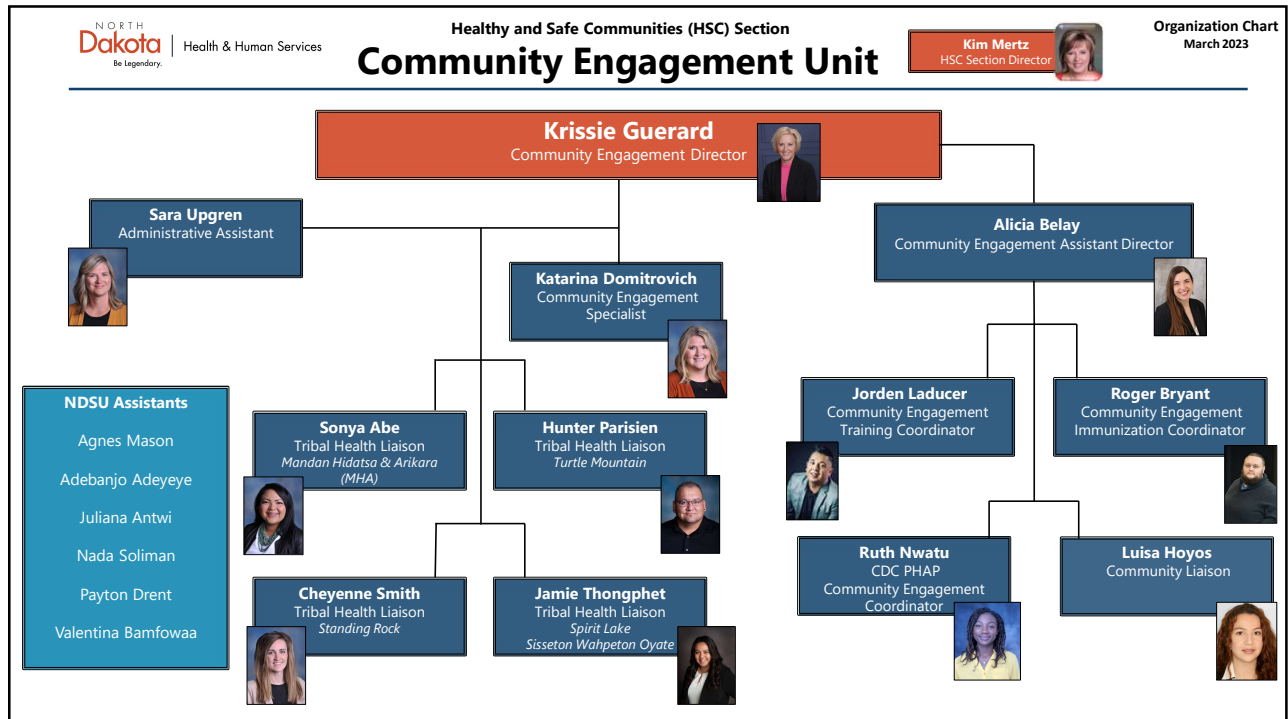 NORTH
Dakota
Be Legendary.
Health & Human Services
Healthy and Safe Communities (HSC) Section
Community Engagement Unit
Kim Mertz
HSC Section Director
Organization Chart
March 2023
Krissie Guerard
Community Engagement Director
Sara Upgren
Administrative Assistant
Alicia Belay
Community Engagement Assistant Director
Katarina Domitrovich
Community Engagement
Specialist
NDSU Assistants
Agnes Mason
Adebanjo Adeyeye
Juliana Antwi
Nada Soliman
Payton Drent
Valentina Bamfowaa
Sonya Abe
Tribal Health Liaison
Mandan Hidatsa & Arikara
(MHA)
Hunter Parisien
Tribal Health Liaison
Turtle Mountain
Jorden Laducer
Community Engagement
Training Coordinator
Roger Bryant
Community Engagement
Immunization Coordinator
Cheyenne Smith
Tribal Health Liaison
Standing Rock
Jamie Thongphet
Tribal Health Liaison
Spirit Lake
Sisseton Wahpeton Oyate
Ruth Nwatu
CDC PHAP
Community Engagement
Coordinator
Luisa Hoyos
Community Liaison